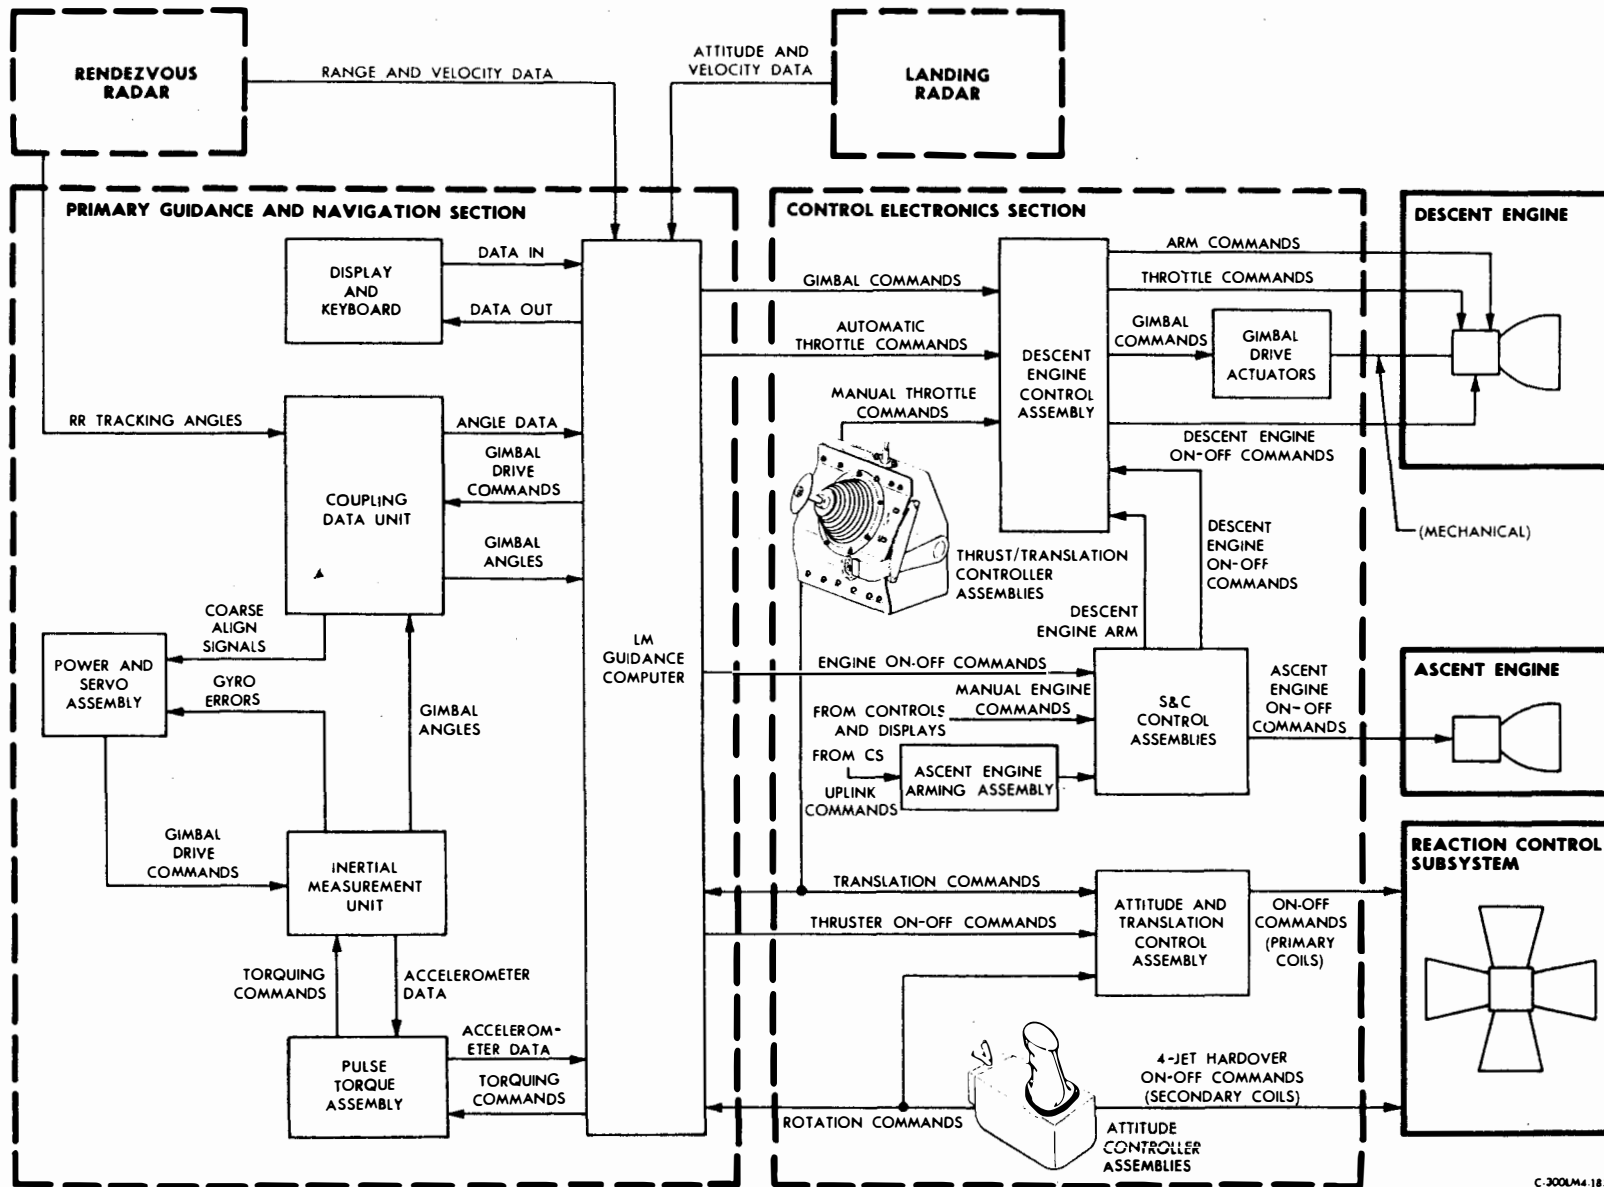 RENDEZVOUS
RADAR
RANGE AND VELOCITY DATA
ATTITUDE AND
VELOCITY DATA
LANDING
RADAR
PRIMARY GUIDANCE AND NAVIGATION SECTION
DISPLAY
AND
KEYBOARD
DATA IN
DATA OUT
RR TRACKING ANGLES
COUPLING
DATA UNIT
ANGLE DATA
GIMBAL
DRIVE
COMMANDS
GIMBAL
ANGLES
COARSE
ALIGN
SIGNALS
POWER AND
SERVO
ASSEMBLY
GYRO
ERRORS
GIMBAL
ANGLES
GIMBAL
DRIVE
COMMANDS
INERTIAL
MEASUREMENT
UNIT
TORQUING
COMMANDS
ACCELEROMETER
DATA
PULSE
TORQUE
ASSEMBLY
ACCELEROM-
ETER DATA
TORQUING
COMMANDS
LM
GUIDANCE
COMPUTER
CONTROL ELECTRONICS SECTION
GIMBAL COMMANDS
AUTOMATIC
THROTTLE COMMANDS
MANUAL THROTTLE
COMMANDS
DESCENT
ENGINE
CONTROL
ASSEMBLY
ARM COMMANDS
THROTTLE COMMANDS
GIMBAL
COMMANDS
GIMBAL
DRIVE
ACTUATORS
DESCENT ENGINE
ON-OFF COMMANDS
THRUST/TRANSLATION
CONTROLLER
ASSEMBLIES
DESCENT
ENGINE
ON-OFF
COMMANDS
DESCENT
ENGINE ARM
ENGINE ON-OFF COMMANDS
MANUAL ENGINE
COMMANDS
FROM CONTROLS
AND DISPLAYS
FROM CS
UPLINK
COMMANDS
ASCENT ENGINE
ARMING ASSEMBLY
S&C
CONTROL
ASSEMBLIES
ASCENT
ENGINE
ON-OFF
COMMANDS
TRANSLATION COMMANDS
THRUSTER ON-OFF COMMANDS
ATTITUDE AND
TRANSLATION
CONTROL
ASSEMBLY
ON-OFF
COMMANDS
(PRIMARY
COILS)
ROTATION COMMANDS
4-JET HARDOVER
ON-OFF COMMANDS
(SECONDARY COILS)
ATTITUDE
CONTROLLER
ASSEMBLIES
DESCENT ENGINE
(MECHANICAL)
ASCENT ENGINE
REACTION CONTROL
SUBSYSTEM
C-300LM4-18